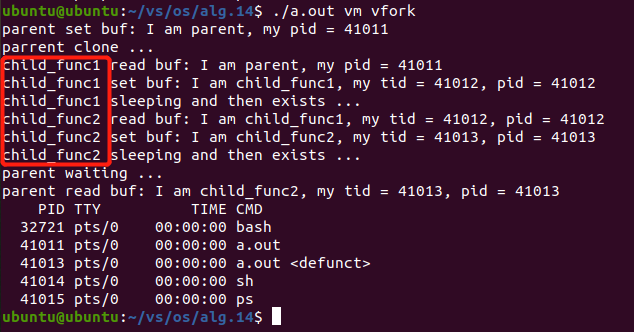 ubuntu@ubuntu:~/vs/os/alg.14$ ./a.out vm vfork
parent set buf: I am parent, my pid = 41011
parrent clone ...
child_func1 read buf: I am parent, my pid = 41011
child_func1 set buf: I am child_func1, my tid = 41012, pid = 41012
child_func1 sleeping and then exists ...
child_func2 read buf: I am child_func1, my tid = 41012, pid = 41012
child_func2 set buf: I am child_func2, my tid = 41013, pid = 41013
child_func2 sleeping and then exists ...
parent waiting ...
parent read buf: I am child_func2, my tid = 41013, pid = 41013
PID TTY TIME CMD
32721 pts/0 00:00:00 bash
41011 pts/0 00:00:00 a.out
41013 pts/0 00:00:00 a.out <defunct>
41014 pts/0 00:00:00 sh
41015 pts/0 00:00:00 ps
ubuntu@ubuntu:~/vs/os/alg.14$